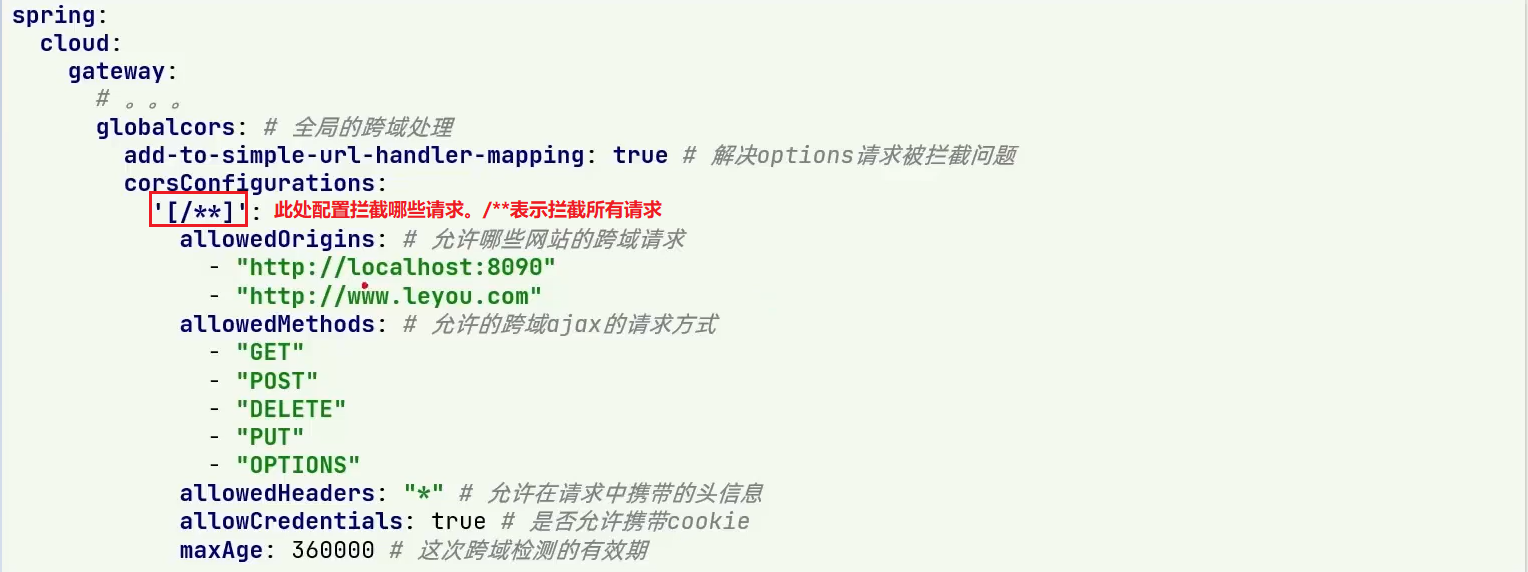 spring:
cloud:
gateway:
# 。。。
globalcors: # 全局的跨域处理
add-to-simple-url-handler-mapping: true # 解决options请求被拦截问题
corsConfigurations:
'[/**]': 此处配置拦截哪些请求。/**表示拦截所有请求
allowedOrigins: # 允许哪些网站的跨域请求
- "http://localhost:8090"
- "http://www.leyou.com"
allowedMethods: # 允许的跨域ajax的请求方式
- "GET"
- "POST"
- "DELETE"
- "PUT"
- "OPTIONS"
allowedHeaders: "*" # 允许在请求中携带的头信息
allowCredentials: true # 是否允许携带cookie
maxAge: 360000 # 这次跨域检测的有效期